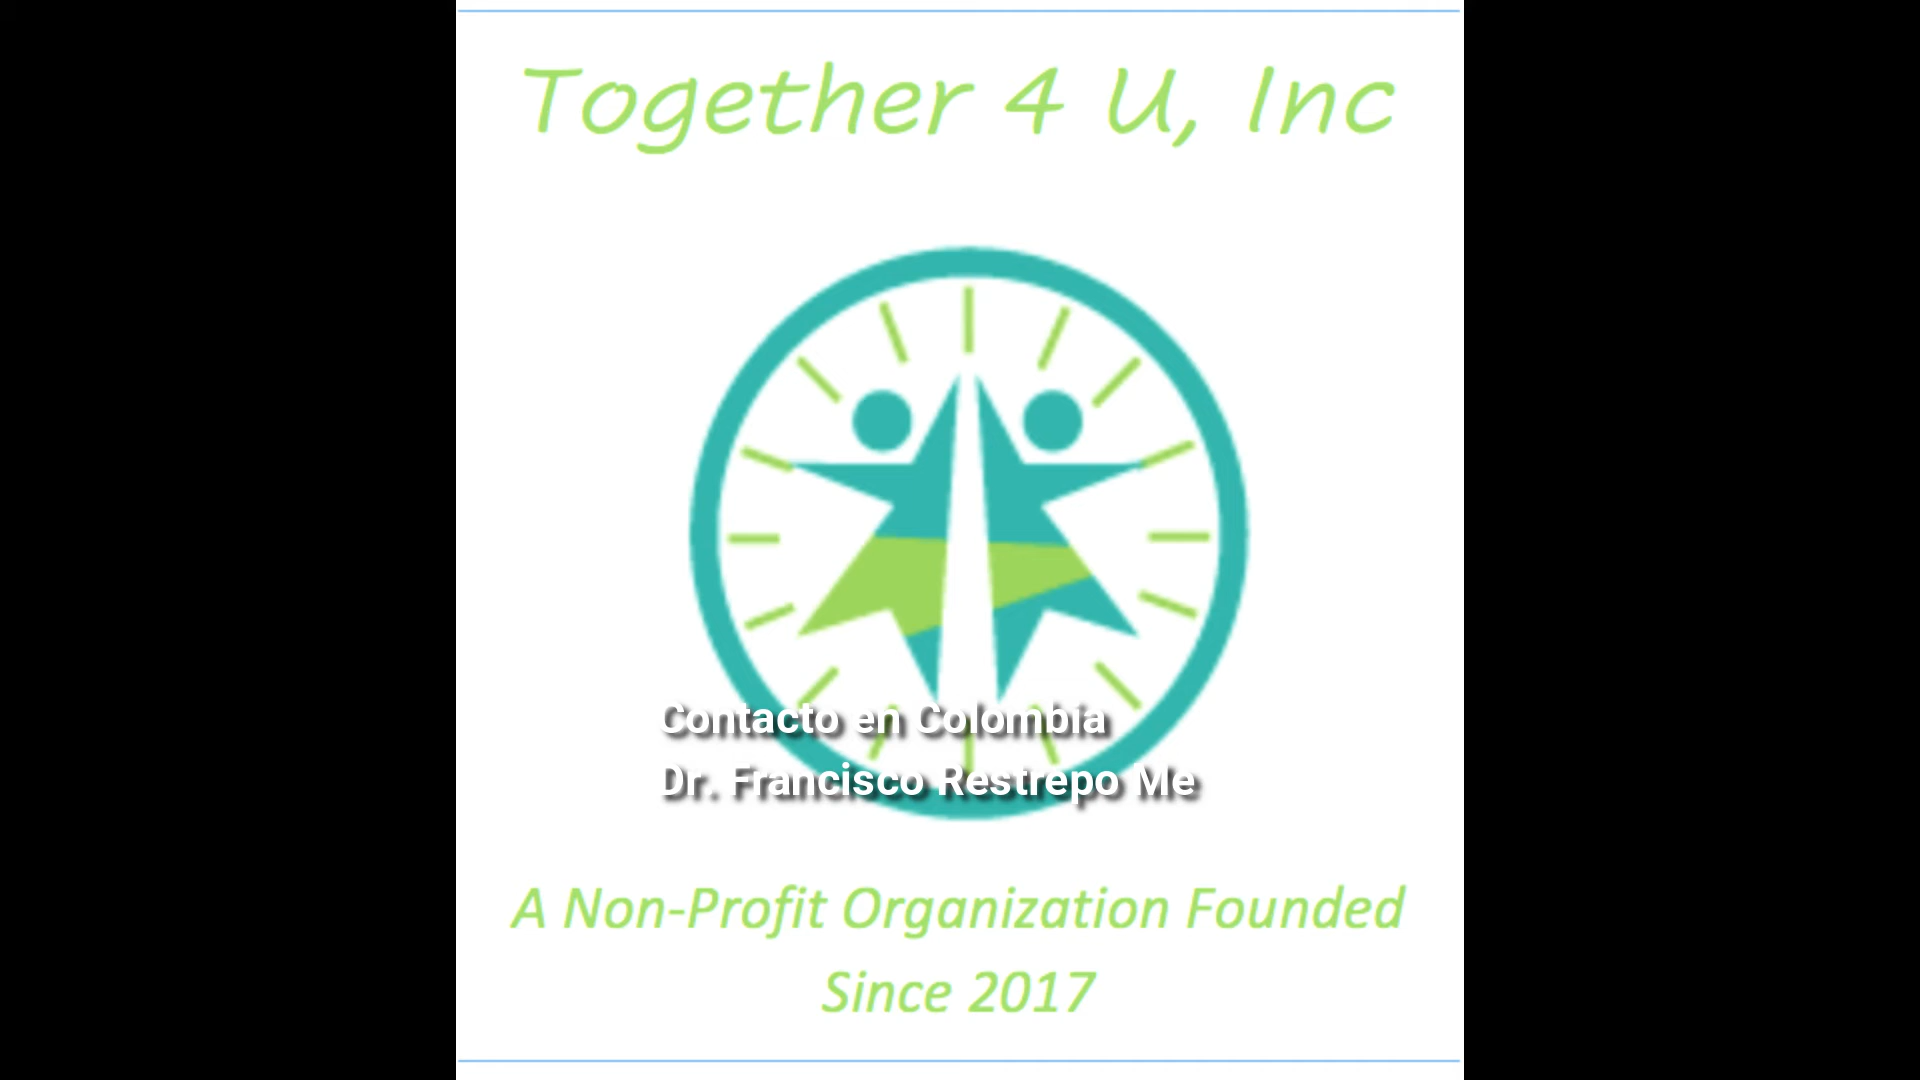 Together 4 U, Inc
Contacto en Colombia
Dr. Francisco Restrepo Me
A Non-Profit Organization Founded
Since 2017